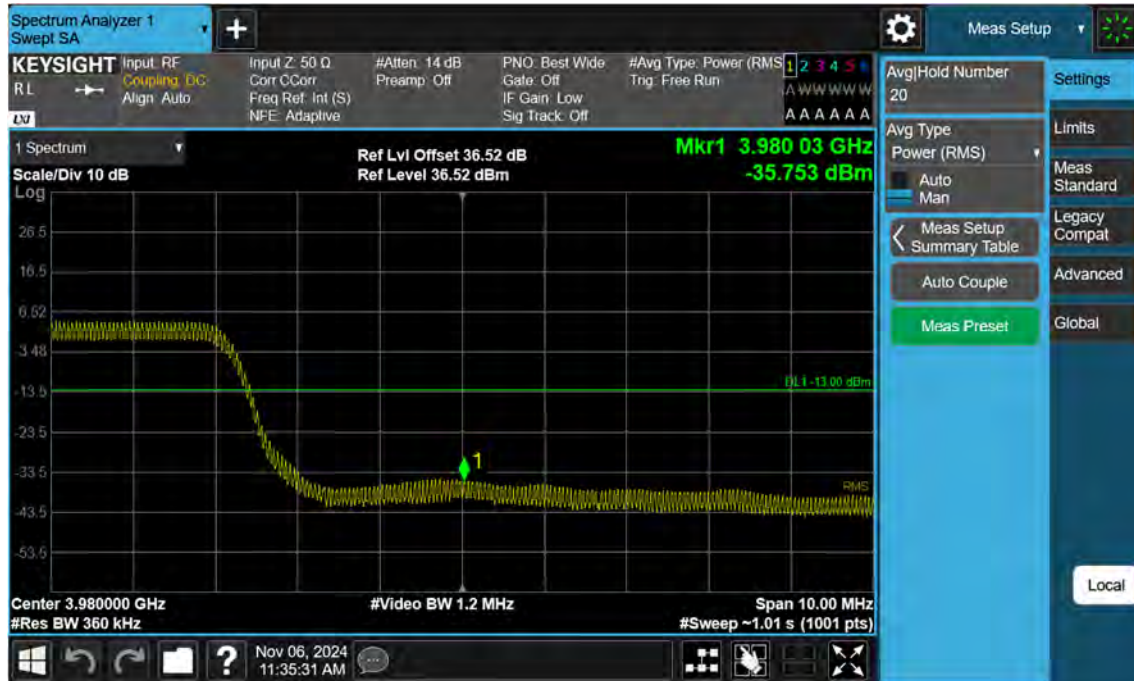 Spectrum Analyzer 1
Swept SA
Meas Setup
KEYSIGHT
RL
LXI
Input: RF
Coupling: DC
Align: Auto
Input Z: 50 Ω
Corr CCorr
Freq Ref: Int (S)
NFE: Adaptive
#Atten: 14 dB
Preamp: Off
PNO: Best Wide
Gate: Off
IF Gain: Low
Sig Track: Off
#Avg Type: Power (RMS)
Trig: Free Run
1 2 3 4 5 6
A W W W W W
A A A A A A
1 Spectrum
Scale/Div 10 dB
Log
Ref Lvl Offset 36.52 dB
Ref Level 36.52 dBm
Mkr1 3.980 03 GHz
-35.753 dBm
26.5
16.5
6.52
-3.48
-13.5
-23.5
-33.5
-43.5
-53.5
DL1 -13.00 dBm
1
RMS
Center 3.980000 GHz
#Res BW 360 kHz
#Video BW 1.2 MHz
Span 10.00 MHz
#Sweep ~1.01 s (1001 pts)
Avg|Hold Number
20
Avg Type
Power (RMS)
Auto
Man
Meas Setup
Summary Table
Auto Couple
Meas Preset
Settings
Limits
Meas
Standard
Legacy
Compat
Advanced
Global
Local
?
Nov 06, 2024
11:35:31 AM